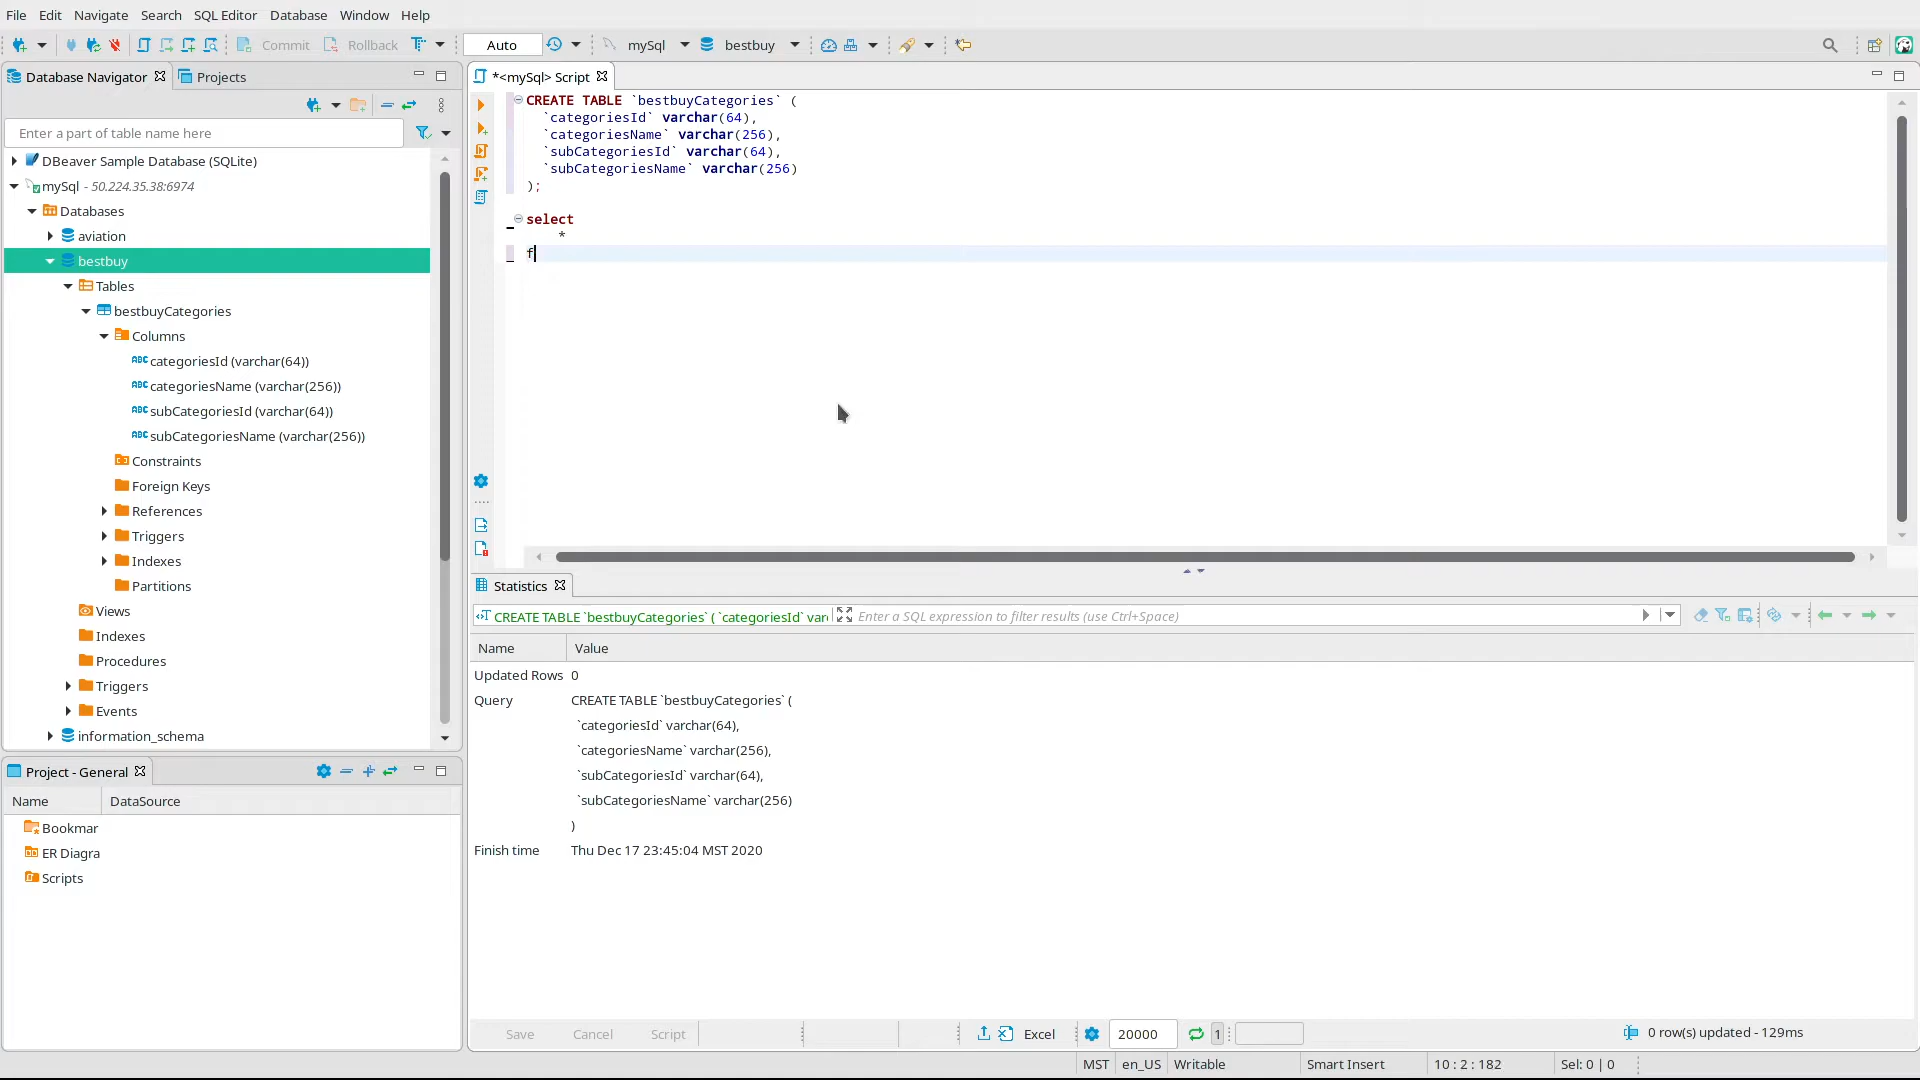 File Edit Navigate Search SQL Editor Database Window Help
Commit Rollback Auto mySql bestbuy
Database Navigator Projects
Enter a part of table name here
DBeaver Sample Database (SQLite)
mySql - 50.224.35.38:6974
Databases
aviation
bestbuy
Tables
bestbuyCategories
Columns
ABC categoriesId (varchar(64))
ABC categoriesName (varchar(256))
ABC subCategoriesId (varchar(64))
ABC subCategoriesName (varchar(256))
Constraints
Foreign Keys
References
Triggers
Indexes
Partitions
Views
Indexes
Procedures
Triggers
Events
information_schema
Project - General
Name DataSource
Bookmar
ER Diagra
Scripts
*<mySql> Script
CREATE TABLE `bestbuyCategories` (
`categoriesId` varchar(64),
`categoriesName` varchar(256),
`subCategoriesId` varchar(64),
`subCategoriesName` varchar(256)
);
select
*
f
Statistics
CREATE TABLE `bestbuyCategories` ( `categoriesId` var Enter a SQL expression to filter results (use Ctrl+Space)
Name Value
Updated Rows 0
Query CREATE TABLE `bestbuyCategories` (
`categoriesId` varchar(64),
`categoriesName` varchar(256),
`subCategoriesId` varchar(64),
`subCategoriesName` varchar(256)
)
Finish time Thu Dec 17 23:45:04 MST 2020
Save Cancel Script Excel 20000 1 0 row(s) updated - 129ms
MST en_US Writable Smart Insert 10 : 2 : 182 Sel: 0 | 0